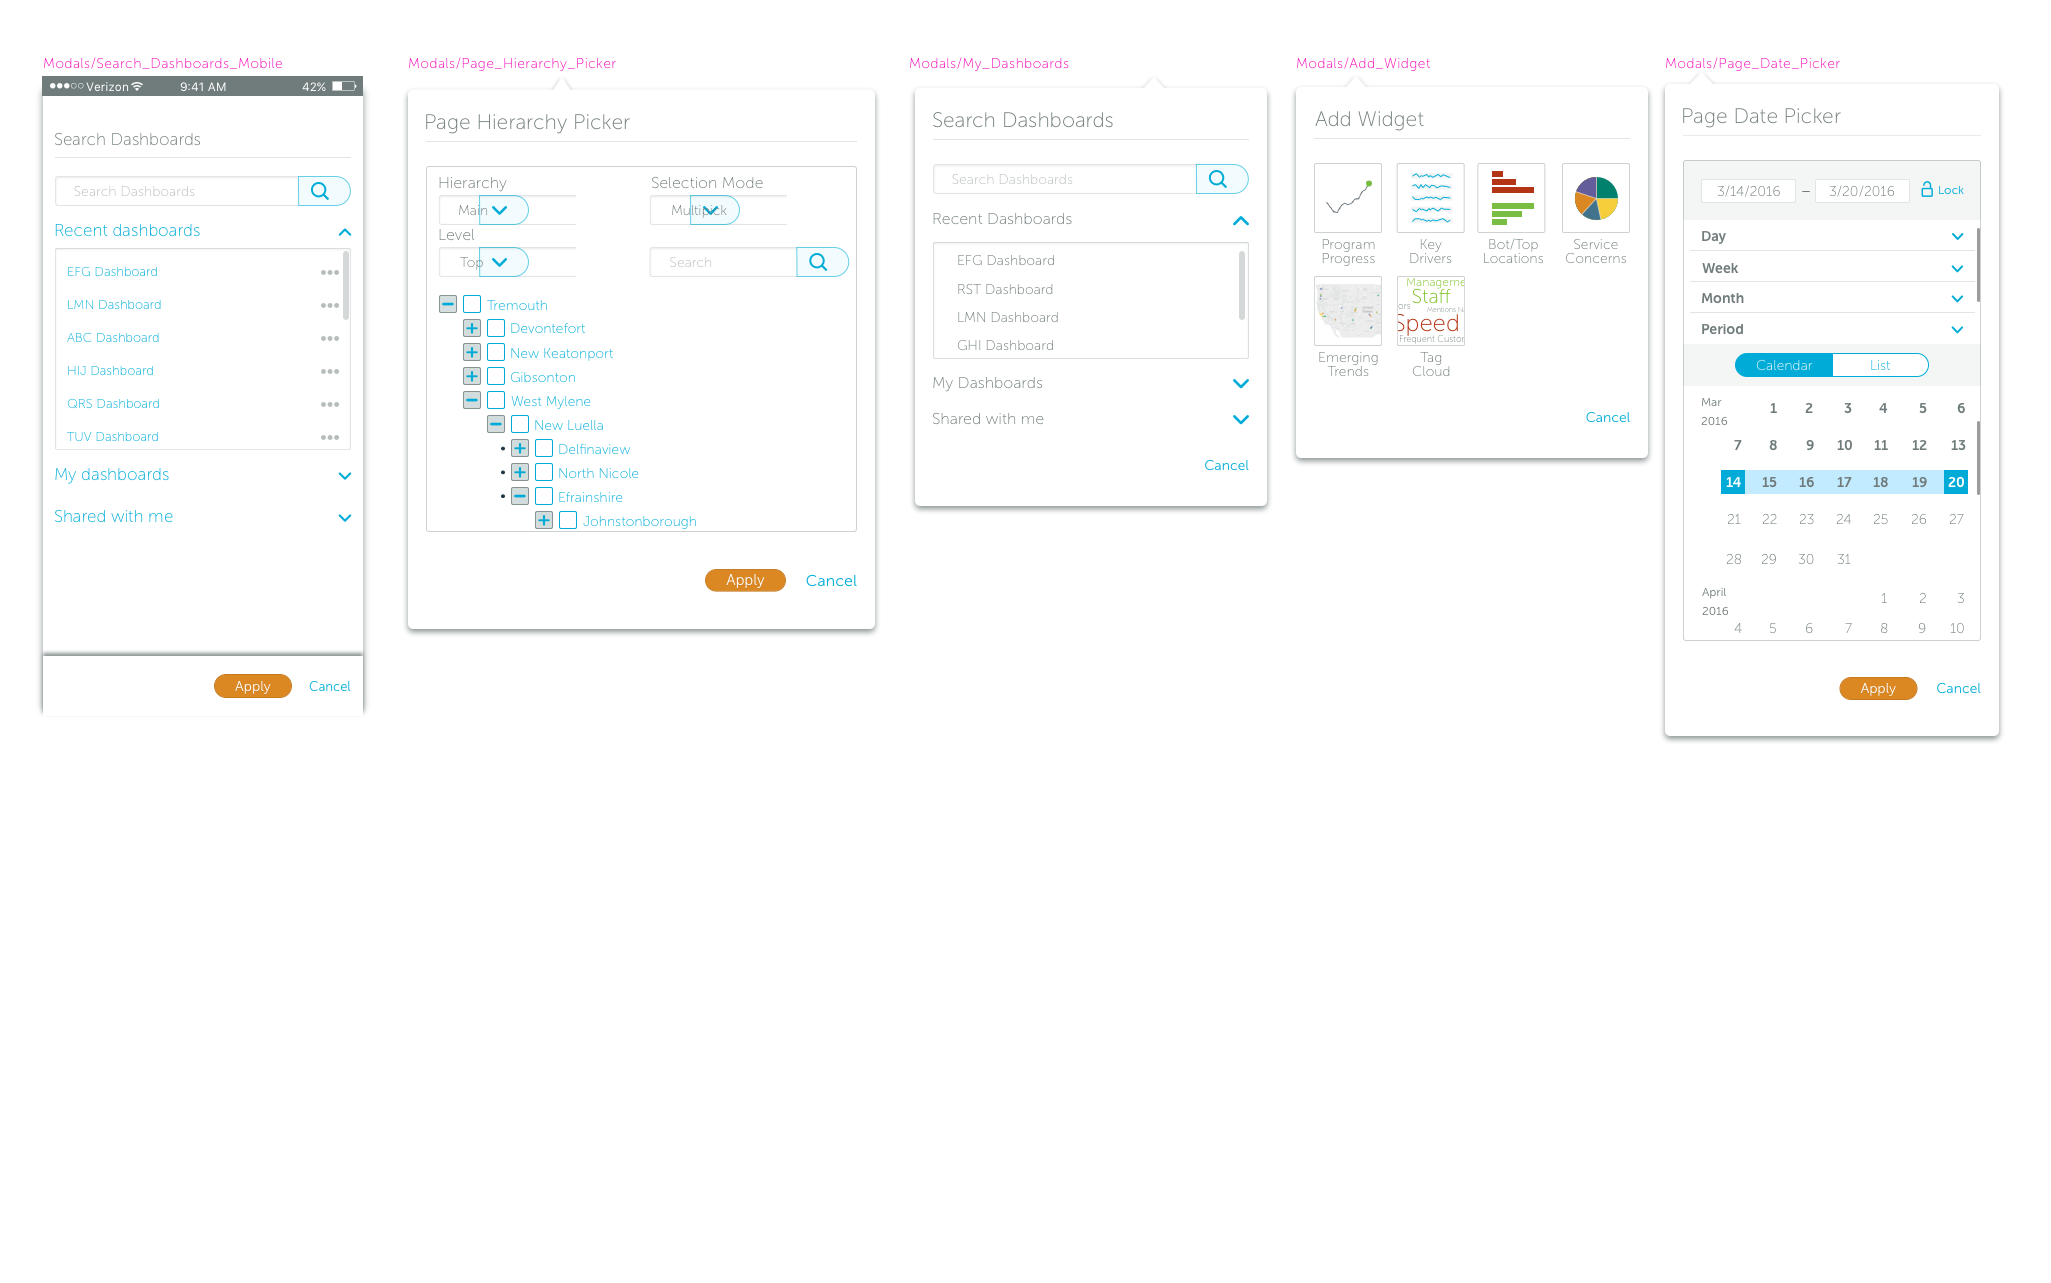 Modals/Search_Dashboards_Mobile
Verizon 9:41 AM 42%
Search Dashboards
Search Dashboards
Recent dashboards
EFG Dashboard
LMN Dashboard
ABC Dashboard
HIJ Dashboard
QRS Dashboard
TUV Dashboard
My dashboards
Shared with me
Apply Cancel
Modals/Page_Hierarchy_Picker
Page Hierarchy Picker
Hierarchy Selection Mode
Main Multipick
Level
Top Search
Tremouth
Devontefort
New Keatonport
Gibsonton
West Mylene
New Luella
• Delfinaview
• North Nicole
• Efrainshire
Johnstonborough
Apply Cancel
Modals/My_Dashboards
Search Dashboards
Search Dashboards
Recent Dashboards
EFG Dashboard
RST Dashboard
LMN Dashboard
GHI Dashboard
My Dashboards
Shared with me
Cancel
Modals/Add_Widget
Add Widget
Program Progress
Key Drivers
Bot/Top Locations
Service Concerns
Manageme
Staff
ors Mentions N
Speed
Frequent Custor
Emerging Trends
Tag Cloud
Cancel
Modals/Page_Date_Picker
Page Date Picker
3/14/2016 – 3/20/2016 Lock
Day
Week
Month
Period
Calendar List
Mar 2016
1 2 3 4 5 6
7 8 9 10 11 12 13
14 15 16 17 18 19 20
21 22 23 24 25 26 27
28 29 30 31
April 2016
1 2 3
4 5 6 7 8 9 10
Apply Cancel